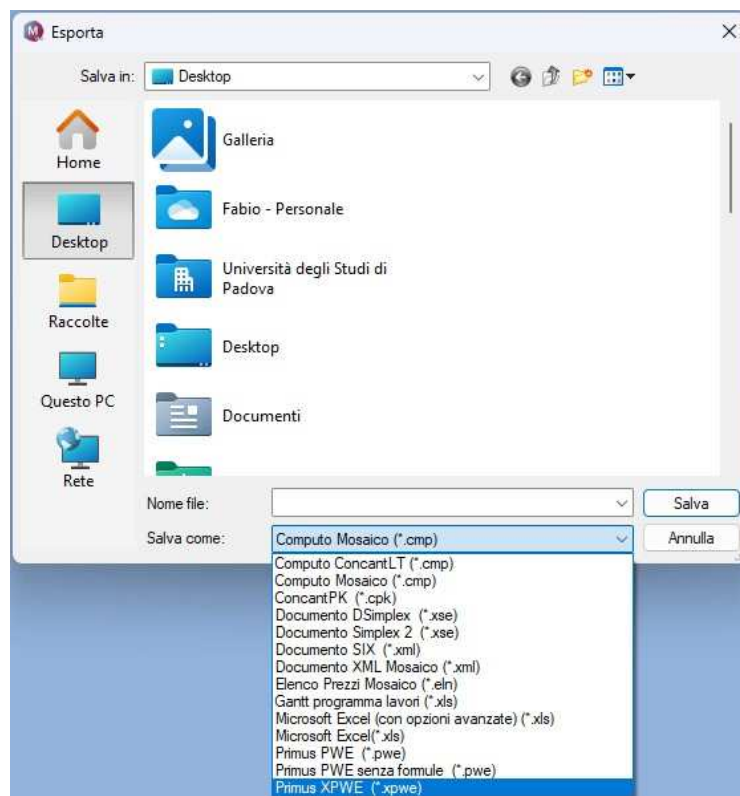 Esporta
Salva in:
Desktop
Galleria
Home
Fabio - Personale
Desktop
Università degli Studi di
Padova
Raccolte
Desktop
Questo PC
Documenti
Rete
Nome file:
Salva
Salva come:
Computo Mosaico (*.cmp)
Annulla
Computo ConcantLT (*.cmp)
Computo Mosaico (*.cmp)
ConcantPK (*.cpk)
Documento DSimplex (*.xse)
Documento Simplex 2 (*.xse)
Documento SIX (*.xml)
Documento XML Mosaico (*.xml)
Elenco Prezzi Mosaico (*.eln)
Gantt programma lavori (*.xls)
Microsoft Excel (con opzioni avanzate) (*.xls)
Microsoft Excel(*.xls)
Primus PWE (*.pwe)
Primus PWE senza formule (*.pwe)
Primus XPWE (*.xpwe)